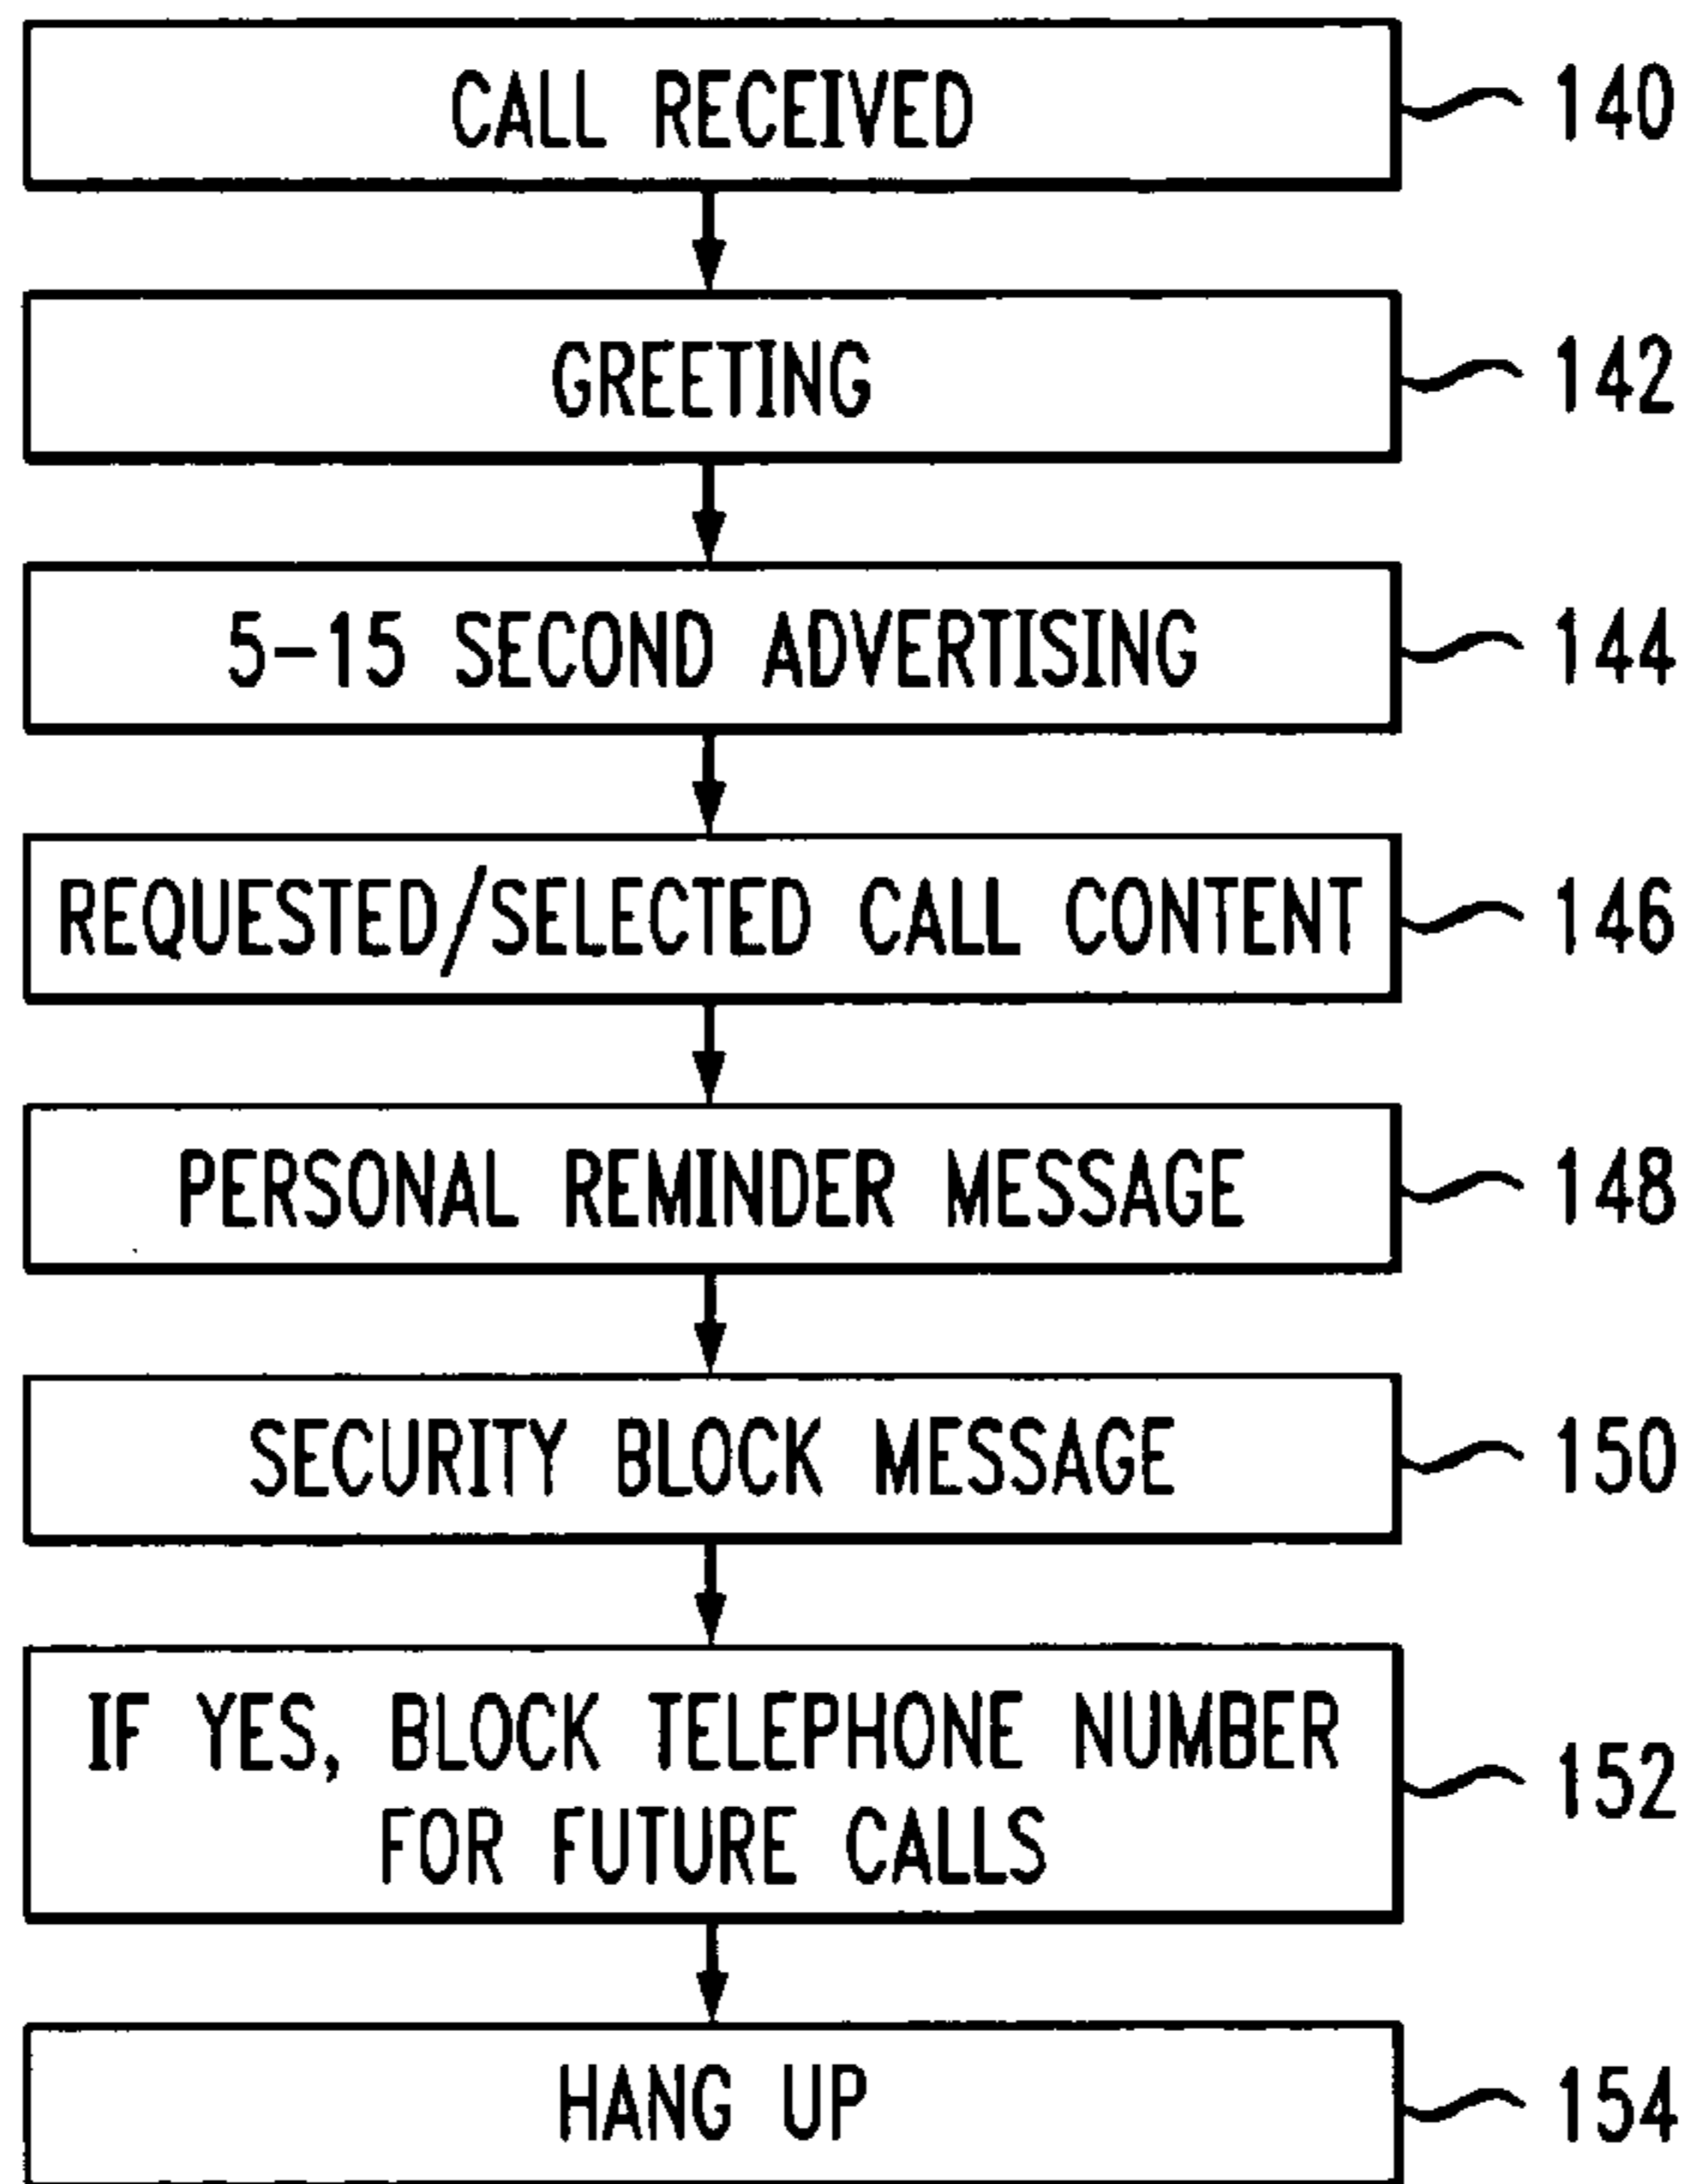 CALL RECEIVED 140
GREETING 142
5-15 SECOND ADVERTISING 144
REQUESTED/SELECTED CALL CONTENT 146
PERSONAL REMINDER MESSAGE 148
SECURITY BLOCK MESSAGE 150
IF YES, BLOCK TELEPHONE NUMBER
FOR FUTURE CALLS 152
HANG UP 154